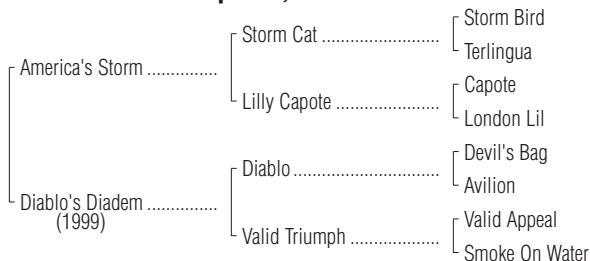 Storm Bird
Storm Cat ....................
Terlingua
America's Storm ...............
Capote
Lilly Capote ......................
London Lil
Devil's Bag
Diablo............................
Avilion
Diablo's Diadem ...............
(1999)
Valid Appeal
Valid Triumph ...................
Smoke On Water